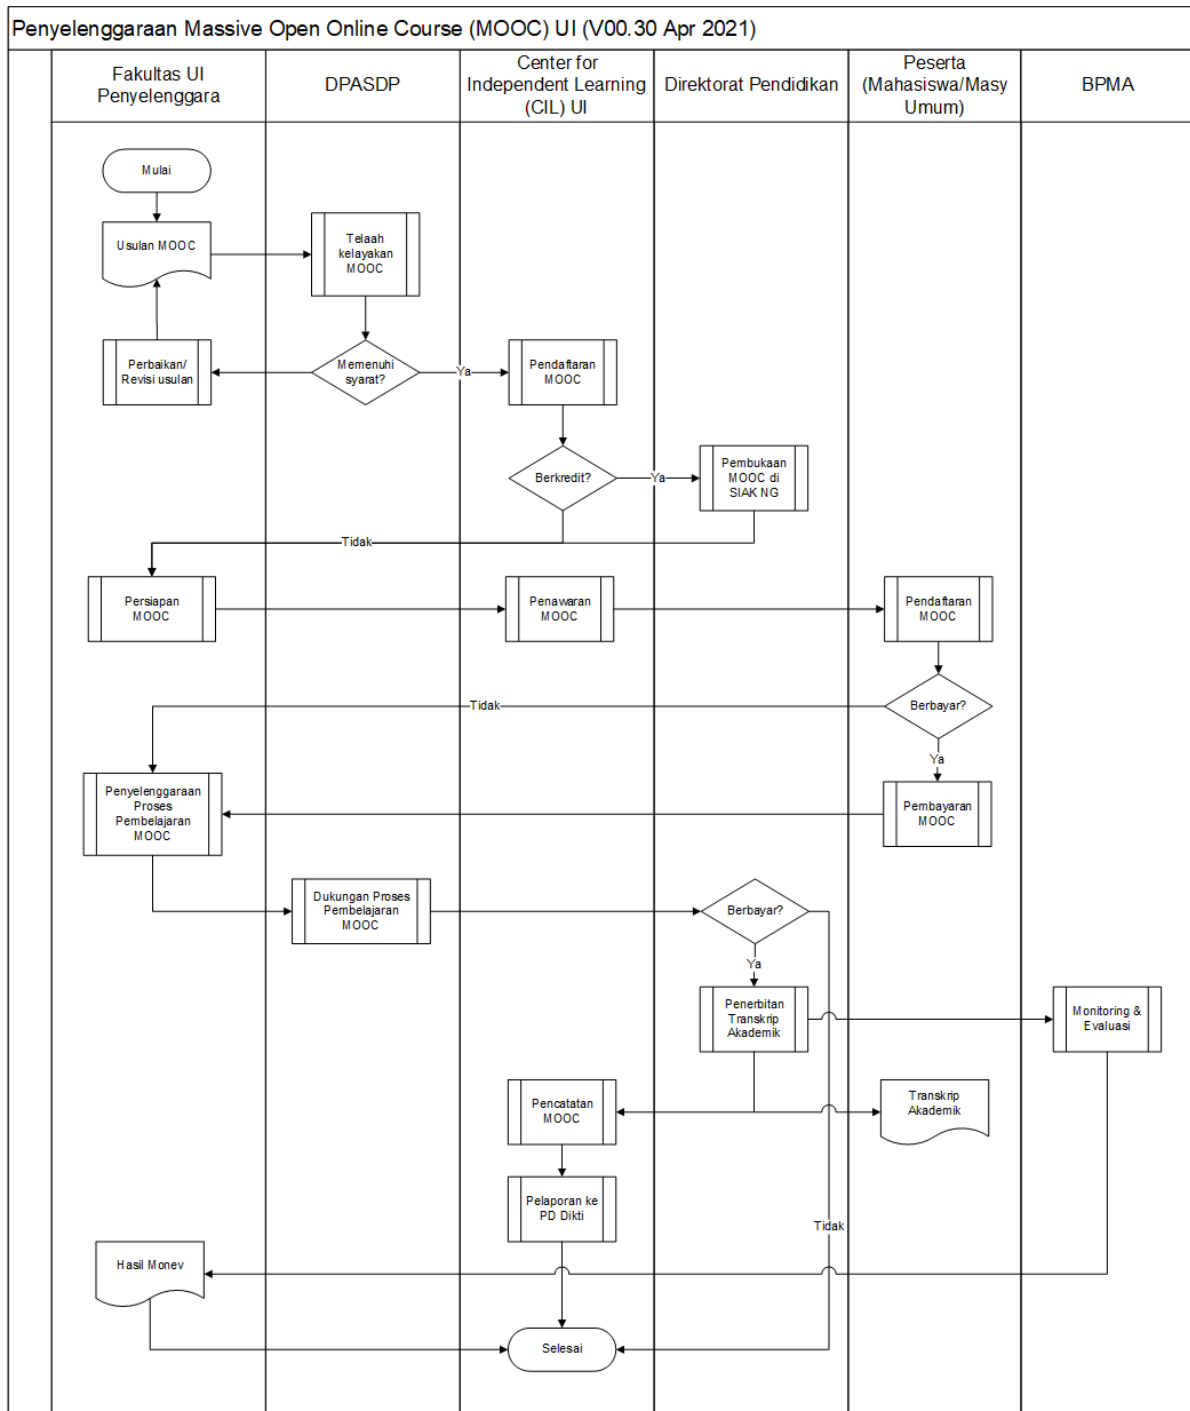 Penyelenggaraan Massive Open Online Course (MOOC) UI (V00.30 Apr 2021)
Fakultas UI
Penyelenggara
DPASDP
Center for
Independent Learning
(CIL) UI
Direktorat Pendidikan
Peserta
(Mahasiswa/Masy
Umum)
BPMA
Mulai
Usulan MOOC
Telaah
kelayakan
MOOC
Perbaikan/
Revisi usulan
Memenuhi
syarat?
Ya
Pendaftaran
MOOC
Berkredit?
Ya
Pembukaan
MOOC di
SIAK NG
Tidak
Persiapan
MOOC
Penawaran
MOOC
Pendaftaran
MOOC
Tidak
Berbayar?
Ya
Penyelenggaraan
Proses
Pembelajaran
MOOC
Pembayaran
MOOC
Dukungan Proses
Pembelajaran
MOOC
Berbayar?
Ya
Penerbitan
Transkrip
Akademik
Monitoring &
Evaluasi
Pencatatan
MOOC
Transkrip
Akademik
Pelaporan ke
PD Dikti
Tidak
Hasil Monev
Selesai